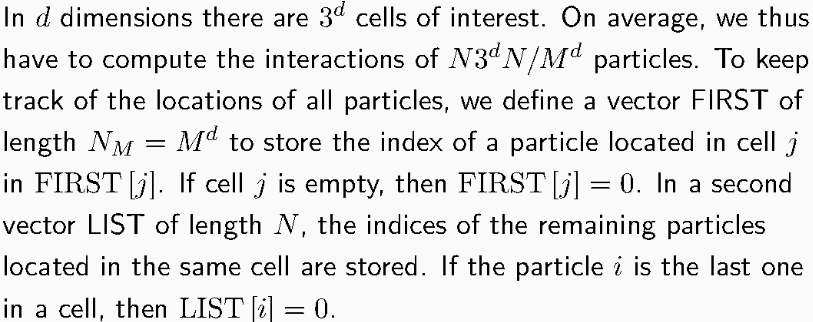 In d dimensions there are 3^d cells of interest. On average, we thus
have to compute the interactions of N3^dN/M^d particles. To keep
track of the locations of all particles, we define a vector FIRST of
length N_M = M^d to store the index of a particle located in cell j
in FIRST [j]. If cell j is empty, then FIRST [j] = 0. In a second
vector LIST of length N, the indices of the remaining particles
located in the same cell are stored. If the particle i is the last one
in a cell, then LIST [i] = 0.